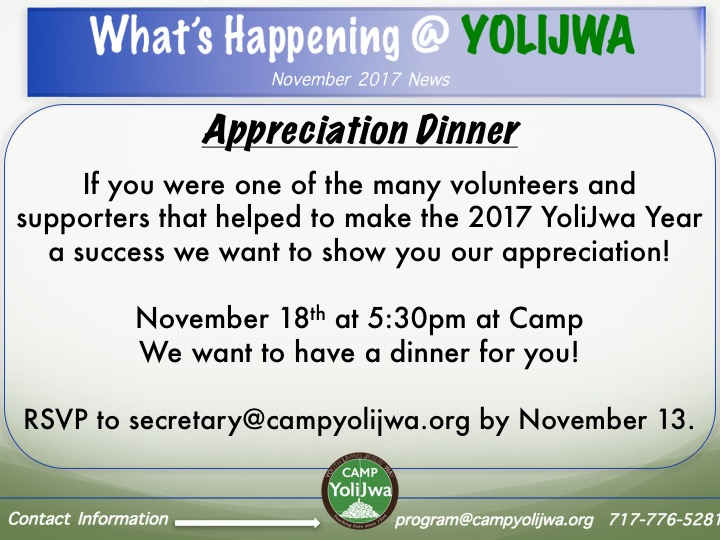 What's Happening @ YOLIJWA
November 2017 News
Appreciation Dinner
If you were one of the many volunteers and
supporters that helped to make the 2017 YoliJwa Year
a success we want to show you our appreciation!
November 18th at 5:30pm at Camp
We want to have a dinner for you!
RSVP to secretary@campyolijwa.org by November 13.
CAMP
YoliJwa
Contact Information
program@campyolijwa.org 717-776-5281